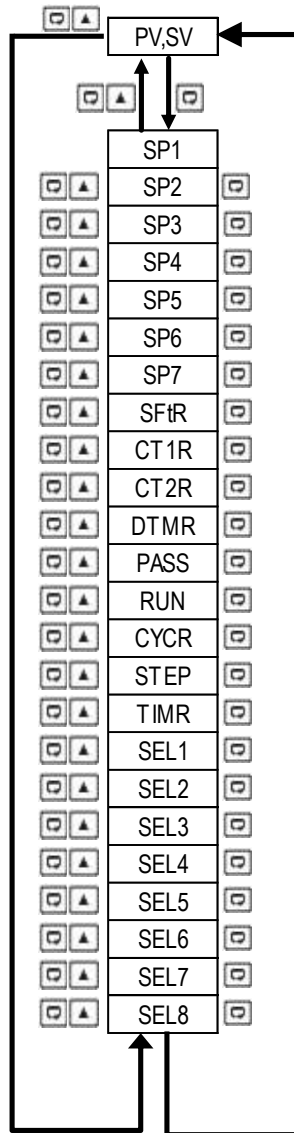 PV,SV
SP1
SP2
SP3
SP4
SP5
SP6
SP7
SFtR
CT1R
CT2R
DTMR
PASS
RUN
CYCR
STEP
TIMR
SEL1
SEL2
SEL3
SEL4
SEL5
SEL6
SEL7
SEL8